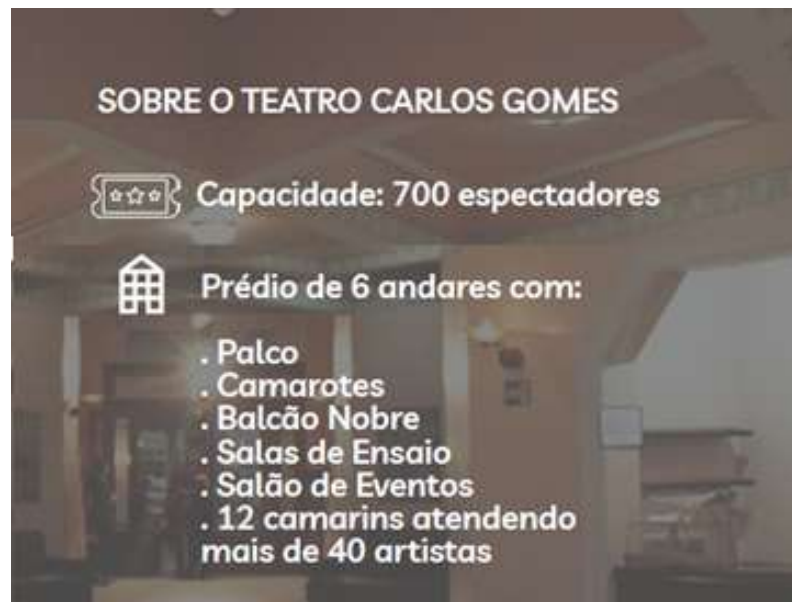 SOBRE O TEATRO CARLOS GOMES
Capacidade: 700 espectadores
Prédio de 6 andares com:
. Palco
. Camarotes
. Balcão Nobre
. Salas de Ensaio
. Salão de Eventos
. 12 camarins atendendo
mais de 40 artistas